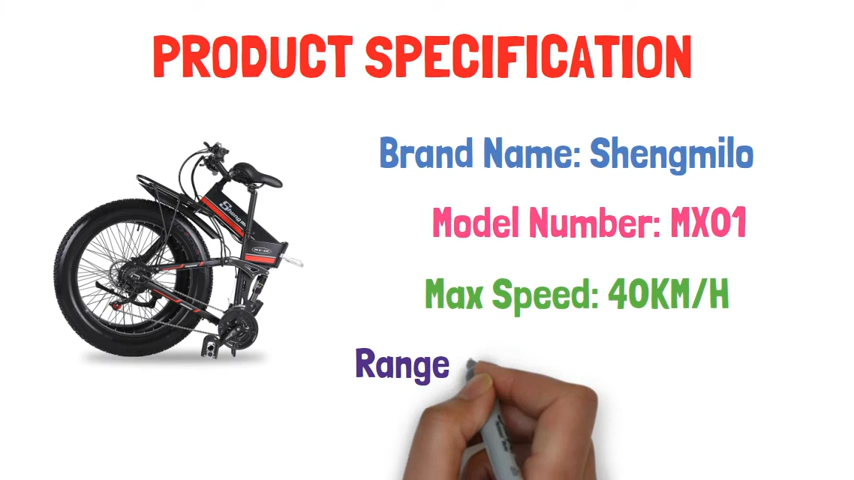 PRODUCT SPECIFICATION
Brand Name: Shengmilo
Model Number: MX01
Max Speed: 40KM/H
Range